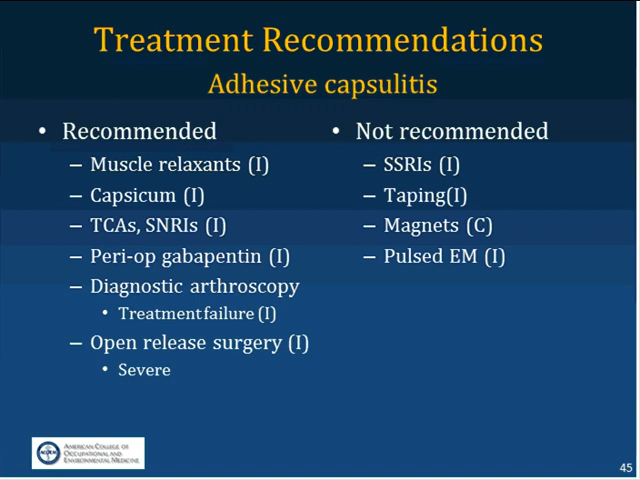 Treatment Recommendations
Adhesive capsulitis
• Recommended
– Muscle relaxants (I)
– Capsicum (I)
– TCAs, SNRIs (I)
– Peri-op gabapentin (I)
– Diagnostic arthroscopy
• Treatment failure (I)
– Open release surgery (I)
• Severe
• Not recommended
– SSRIs (I)
– Taping(I)
– Magnets (C)
– Pulsed EM (I)
American College of
Occupational and
Environmental Medicine
45